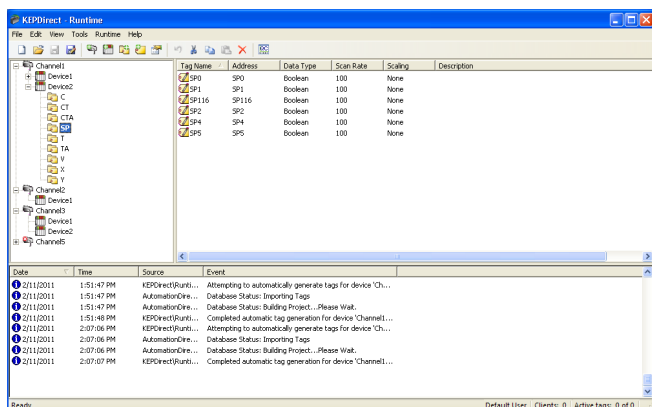 KEPDirect - Runtime
File Edit View Tools Runtime Help
Channel1
Device1
Device2
C
CT
CTA
SP
T
TA
V
X
Y
Channel2
Device1
Channel3
Device1
Device2
Channel5
Tag Name Address Data Type Scan Rate Scaling Description
SP0 SP0 Boolean 100 None
SP1 SP1 Boolean 100 None
SP116 SP116 Boolean 100 None
SP2 SP2 Boolean 100 None
SP4 SP4 Boolean 100 None
SP5 SP5 Boolean 100 None
Date Time Source Event
2/11/2011 1:51:47 PM KEPDirect\Runti... Attempting to automatically generate tags for device 'Ch...
2/11/2011 1:51:47 PM AutomationDire... Database Status: Importing Tags
2/11/2011 1:51:47 PM AutomationDire... Database Status: Building Project...Please Wait.
2/11/2011 1:51:48 PM KEPDirect\Runti... Completed automatic tag generation for device 'Channel1...
2/11/2011 2:07:06 PM KEPDirect\Runti... Attempting to automatically generate tags for device 'Ch...
2/11/2011 2:07:06 PM AutomationDire... Database Status: Importing Tags
2/11/2011 2:07:06 PM AutomationDire... Database Status: Building Project...Please Wait.
2/11/2011 2:07:07 PM KEPDirect\Runti... Completed automatic tag generation for device 'Channel1...
Ready Default User Clients: 0 Active tags: 0 of 0